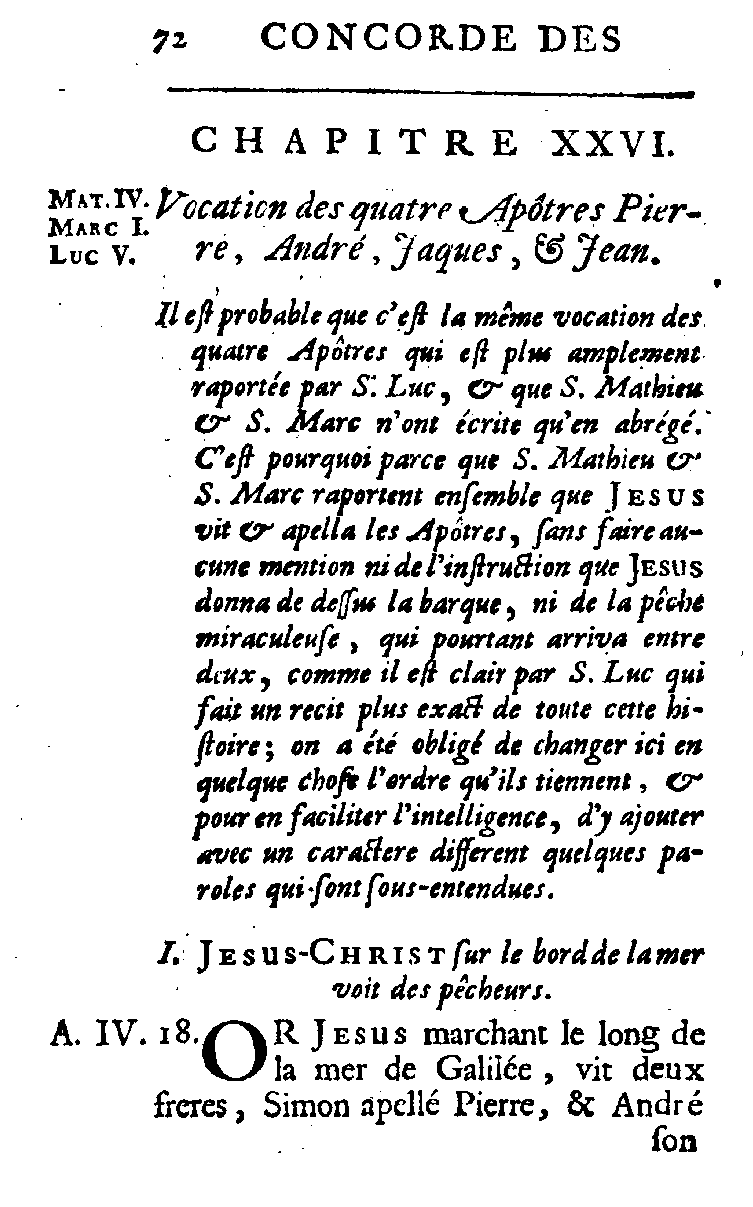 72 CONCORDE DES
CHAPITRE XXVI.
MAT. IV.
MARC I.
LUC V.
Vocation des quatre Apôtres Pier-
re, André, Jaques, & Jean.
Il eſt probable que c'eſt la même vocation des
quatre Apôtres qui eſt plus amplement
raportée par S. Luc, & que S. Mathieu
& S. Marc n'ont écrite qu'en abrégé.
C'eſt pourquoi parce que S. Mathieu &
S. Marc raportent enſemble que JESUS
vit & apella les Apôtres, ſans faire au-
cune mention ni de l'inſtruction que JESUS
donna de deſſus la barque, ni de la pêche
miraculeuſe, qui pourtant arriva entre
deux, comme il eſt clair par S. Luc qui
fait un recit plus exact de toute cette hi-
ſtoire; on a été obligé de changer ici en
quelque choſe l'ordre qu'ils tiennent, &
pour en faciliter l'intelligence, d'y ajouter
avec un caractere different quelques pa-
roles qui ſont ſous-entendues.
I. JESUS-CHRIST ſur le bord de la mer
voit des pêcheurs.
A. IV. 18. OR JESUS marchant le long de
la mer de Galilée, vit deux
freres, Simon apellé Pierre, & André
ſon